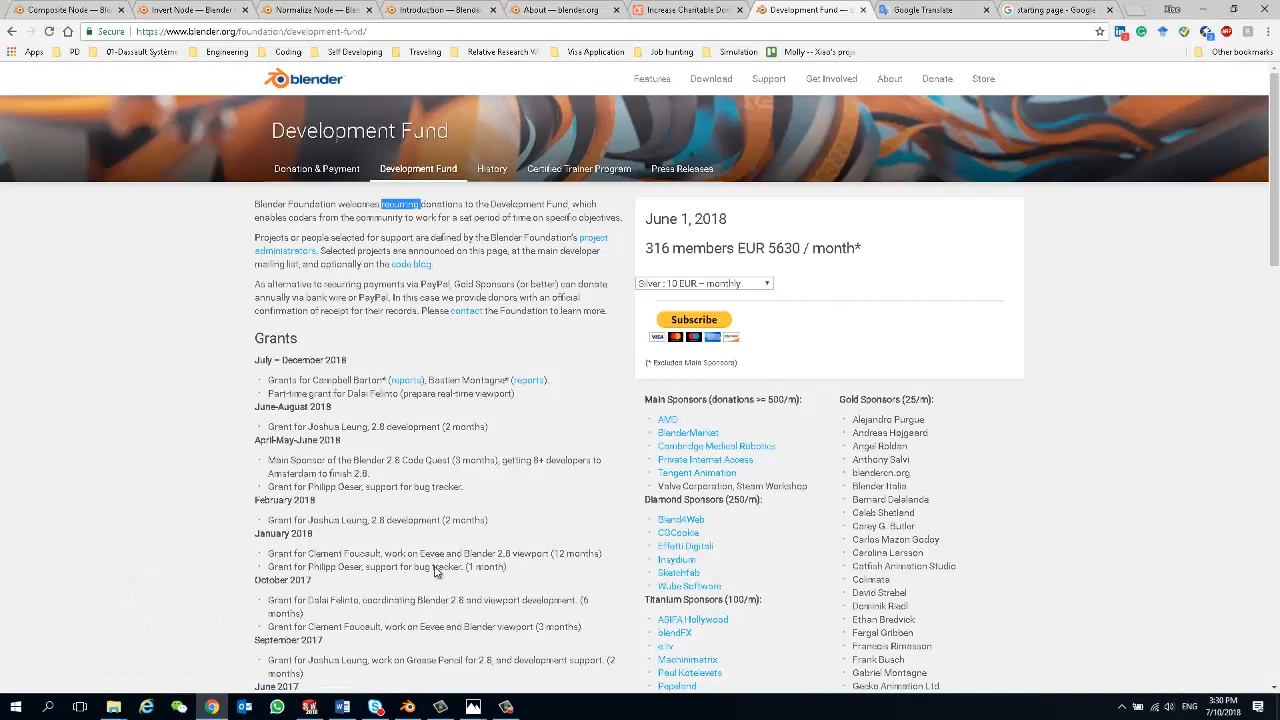 Composite Node — Ble
Invert Node — Blende
Normalize Node — Ble
Introduction — Blende
About — blender.org
Increase Charitable Don
Development Fund — b
Google Translate
starting page - Google
Secure
https://www.blender.org/foundation/development-fund/
Apps
PD
01-Dassault Système
Engineering
Coding
Self Developing
Traveling
Relative Research W
Visa Application
Job hunting
Simulation
Molly -- Xiao's proje
Other bookmarks
blender
Features
Download
Support
Get Involved
About
Donate
Store
Development Fund
Donation & Payment
Development Fund
History
Certified Trainer Program
Press Releases
Blender Foundation welcomes recurring donations to the Development Fund, which
enables coders from the community to work for a set period of time on specific objectives.
Projects or people selected for support are defined by the Blender Foundation's project
administrators. Selected projects are announced on this page, at the main developer
mailing list, and optionally on the code blog.
As alternative to recurring payments via PayPal, Gold Sponsors (or better) can donate
annually via bank wire or PayPal. In this case we provide donors with an official
confirmation of receipt for their records. Please contact the Foundation to learn more.
Grants
July – December 2018
Grants for Campbell Barton* (reports), Bastien Montagne* (reports).
Part-time grant for Dalai Felinto (prepare real-time viewport)
June-August 2018
Grant for Joshua Leung, 2.8 development (2 months)
April-May-June 2018
Main Sponsor of the Blender 2.8 Code Quest (3 months), getting 8+ developers to
Amsterdam to finish 2.8.
Grant for Philipp Oeser, support for bug tracker.
February 2018
Grant for Joshua Leung, 2.8 development (2 months)
January 2018
Grant for Clement Foucault, work on Eevee and Blender 2.8 viewport (12 months)
Grant for Philipp Oeser, support for bug tracker. (1 month)
October 2017
Grant for Dalai Felinto, coordinating Blender 2.8 and viewport development. (6
months)
Grant for Clement Foucault, work on Eevee and Blender viewport (3 months)
September 2017
Grant for Joshua Leung, work on Grease Pencil for 2.8, and development support. (2
months)
June 2017
June 1, 2018
316 members EUR 5630 / month*
Silver : 10 EUR – monthly
Subscribe
VISA
(* Excludes Main Sponsors)
Main Sponsors (donations >= 500/m):
AMD
BlenderMarket
Cambridge Medical Robotics
Private Internet Access
Tangent Animation
Valve Corporation, Steam Workshop
Diamond Sponsors (250/m):
Blend4Web
CGCookie
Effetti Digitali
Insydium
Sketchfab
Wube Software
Titanium Sponsors (100/m):
ASIFA Hollywood
blendFX
e.tv
Machinimatrix
Paul Kotelevets
Pepeland
Gold Sponsors (25/m):
Alejandro Purgue
Andreas Højgaard
Angel Roldan
Anthony Salvi
blendercn.org
Blender Italia
Bernard Delalande
Caleb Shetland
Carey G. Butler
Carlos Mazon Godoy
Carolina Larsson
Catfish Animation Studio
Colimata
David Strebel
Dominik Riedl
Ethan Bredvick
Fergal Gribben
Francois Rimasson
Frank Busch
Gabriel Montagne
Gecko Animation Ltd.
ENG
3:30 PM
7/10/2018